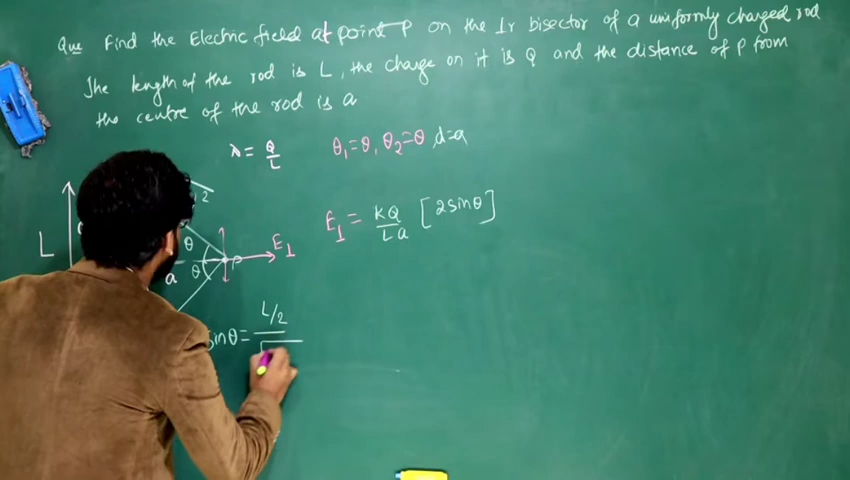 Que Find the Electric field at point P on the ⊥r bisector of a uniformly charged rod
The length of the rod is L, the charge on it is Q and the distance of P from
the centre of the rod is a
λ = Q/L θ₁=θ, θ₂=θ, d=a
E⊥ = KQ/La [2sinθ]
L
θ
θ
a
P
E⊥
sinθ = L/2